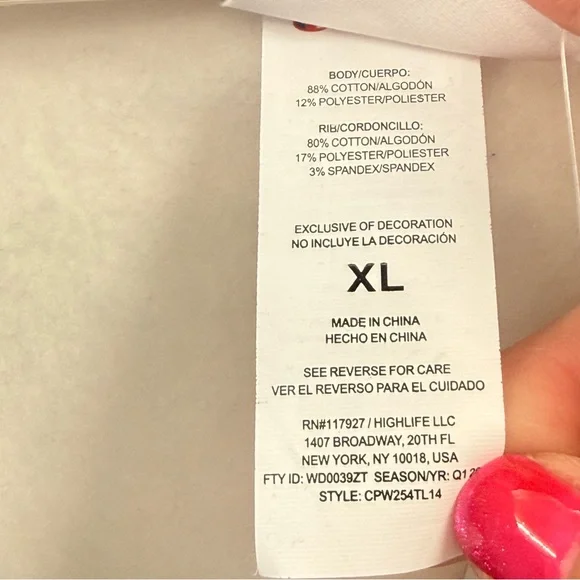 BODY/CUERPO:
88% COTTON/ALGODÓN
12% POLYESTER/POLIESTER
RIB/CORDONCILLO:
80% COTTON/ALGODÓN
17% POLYESTER/POLIESTER
3% SPANDEX/SPANDEX
EXCLUSIVE OF DECORATION
NO INCLUYE LA DECORACIÓN
XL
MADE IN CHINA
HECHO EN CHINA
SEE REVERSE FOR CARE
VER EL REVERSO PARA EL CUIDADO
RN#117927 / HIGHLIFE LLC
1407 BROADWAY, 20TH FL
NEW YORK, NY 10018, USA
FTY ID: WD0039ZT SEASON/YR: Q1
STYLE: CPW254TL14